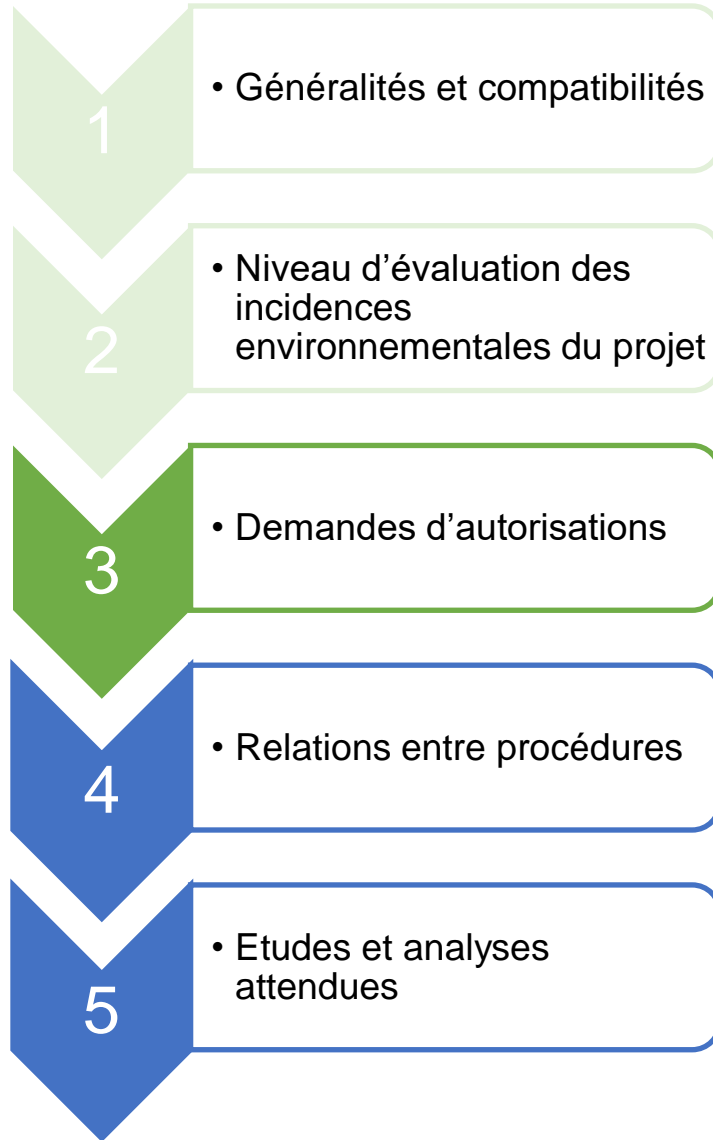 1
• Généralités et compatibilités
2
• Niveau d’évaluation des
incidences
environnementales du projet
3
• Demandes d’autorisations
4
• Relations entre procédures
5
• Etudes et analyses
attendues